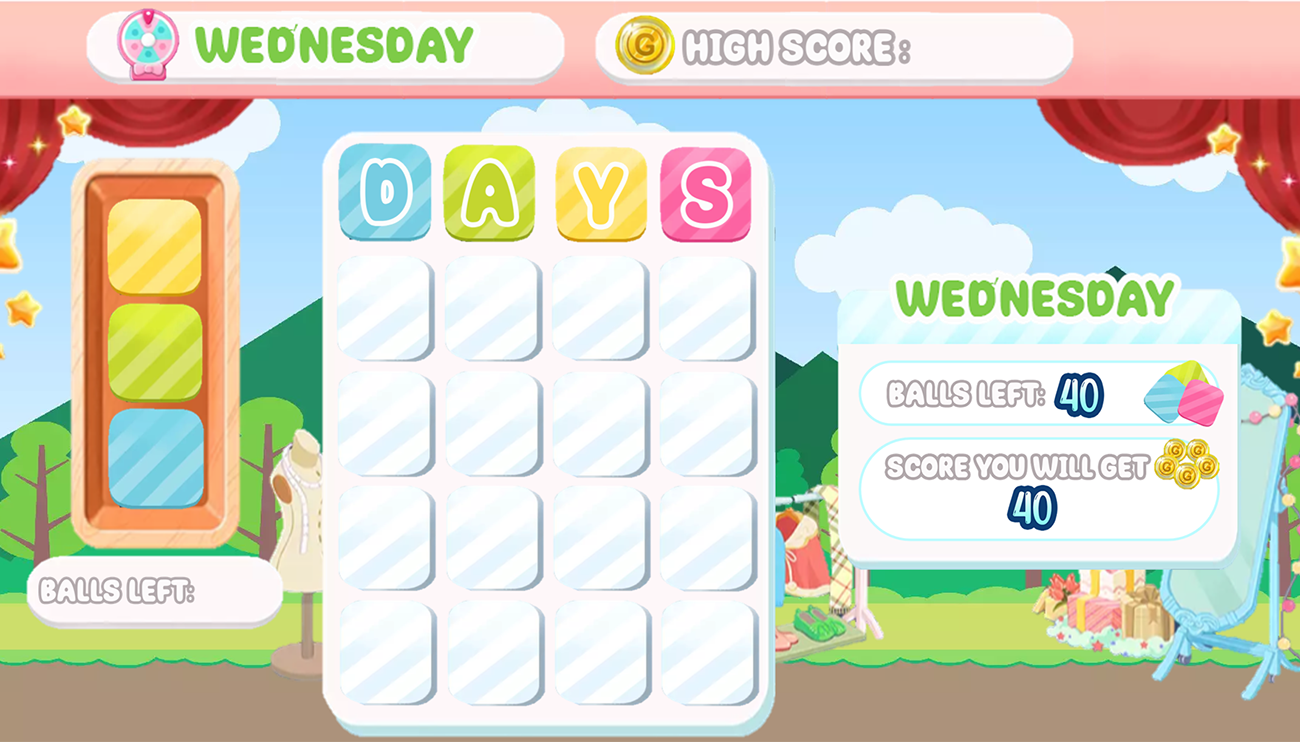 WEDNESDAY
G HIGH SCORE:
D A Y S
WEDNESDAY
BALLS LEFT: 40
SCORE YOU WILL GET
40
BALLS LEFT: